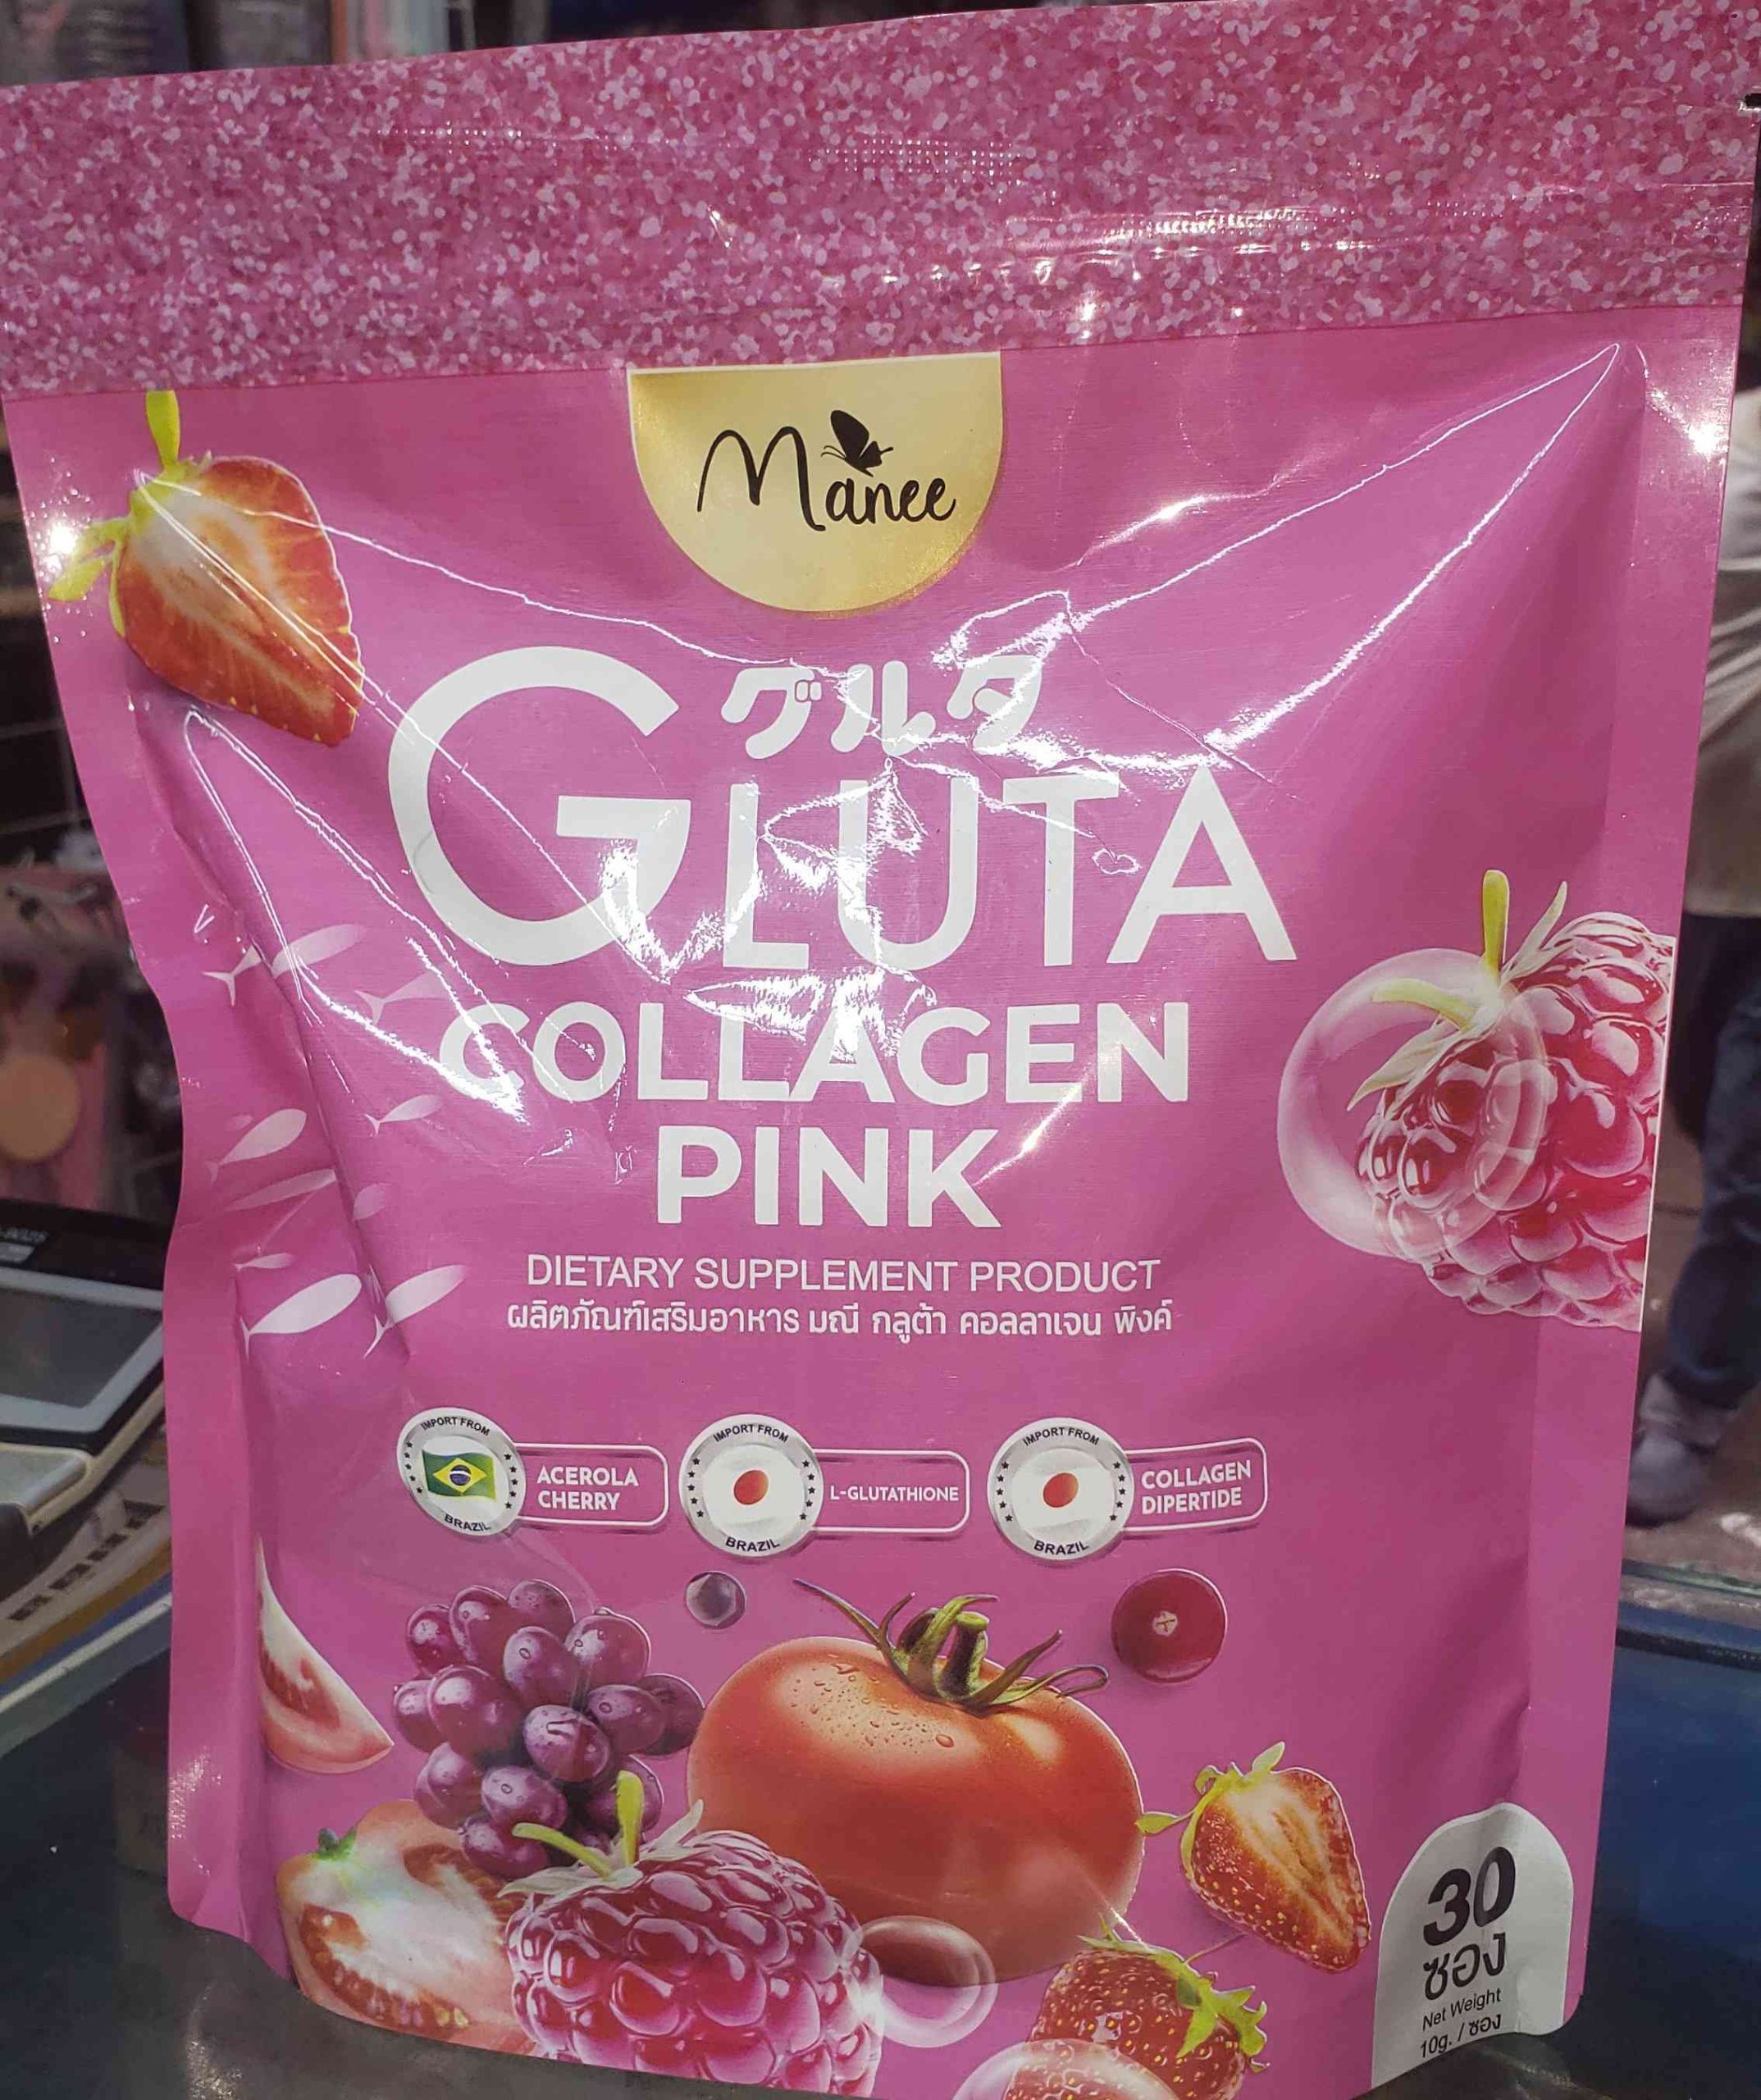 Manee
グルタ
GLUTA
COLLAGEN
PINK
DIETARY SUPPLEMENT PRODUCT
ผลิตภัณฑ์เสริมอาหาร มณี กลูต้า คอลลาเจน พิงค์
IMPORT FROM
BRAZIL
ACEROLA
CHERRY
IMPORT FROM
BRAZIL
L-GLUTATHIONE
IMPORT FROM
BRAZIL
COLLAGEN
DIPERTIDE
30
ซอง
Net Weight
10g. / ซอง